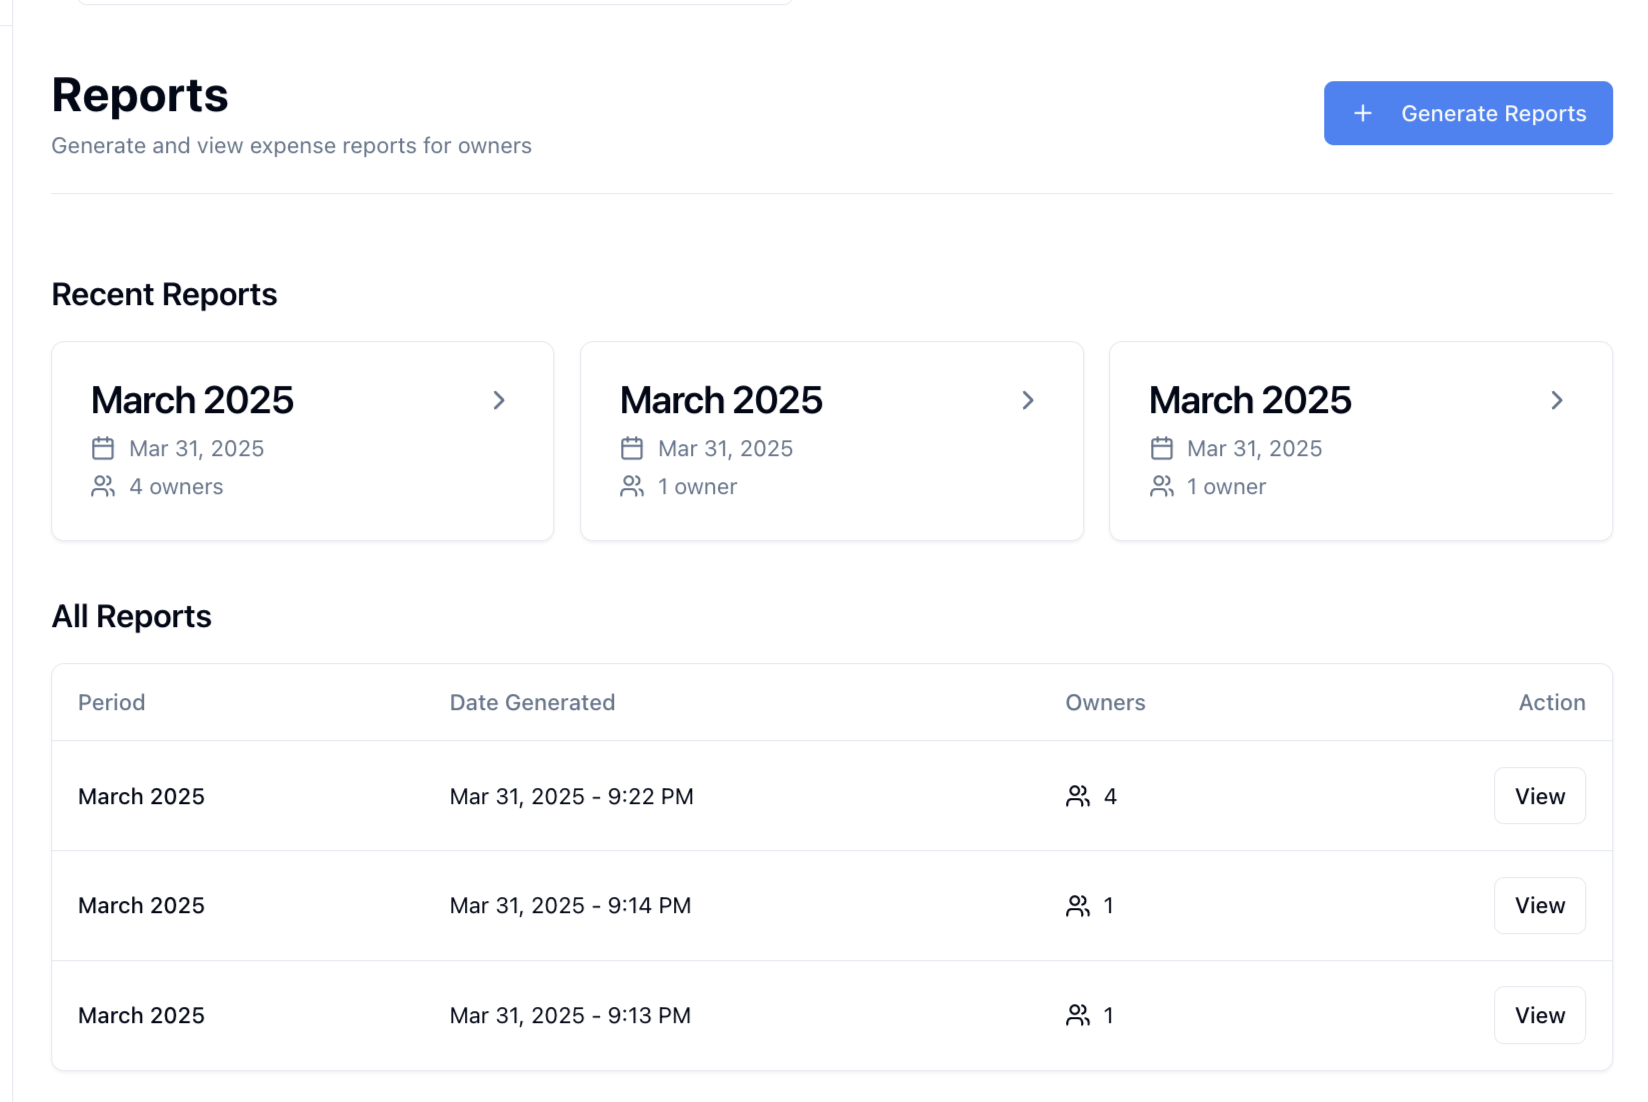 Reports
Generate and view expense reports for owners
Generate Reports
Recent Reports
March 2025
Mar 31, 2025
4 owners
March 2025
Mar 31, 2025
1 owner
March 2025
Mar 31, 2025
1 owner
All Reports
Period Date Generated Owners Action
March 2025 Mar 31, 2025 - 9:22 PM 4 View
March 2025 Mar 31, 2025 - 9:14 PM 1 View
March 2025 Mar 31, 2025 - 9:13 PM 1 View